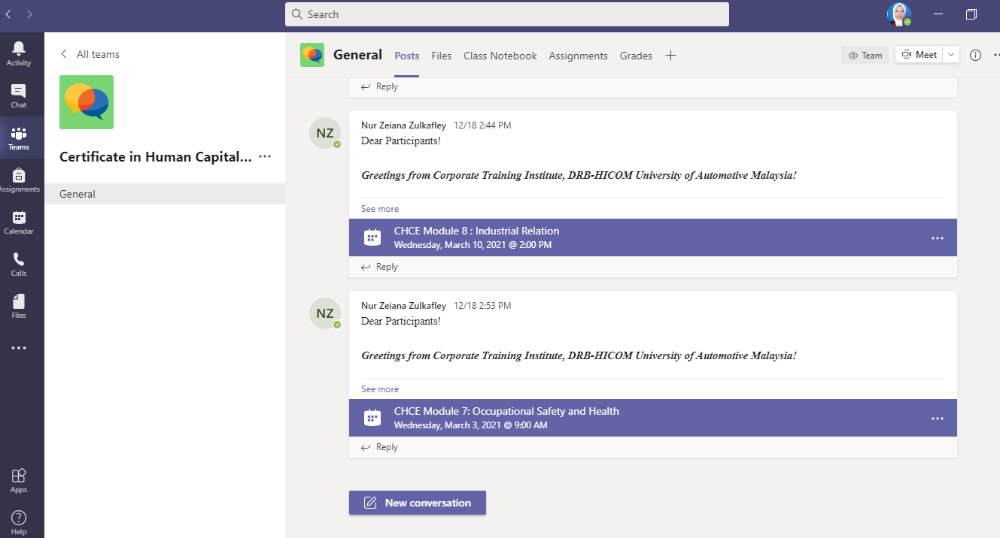 Search
Activity
Chat
Teams
Assignments
Calendar
Calls
Files
Apps
Help
All teams
Certificate in Human Capital...
General
General
Posts
Files
Class Notebook
Assignments
Grades
Team
Meet
Reply
NZ
Nur Zeiana Zulkafley 12/18 2:44 PM
Dear Participants!
Greetings from Corporate Training Institute, DRB-HICOM University of Automotive Malaysia!
See more
CHCE Module 8 : Industrial Relation
Wednesday, March 10, 2021 @ 2:00 PM
Reply
NZ
Nur Zeiana Zulkafley 12/18 2:53 PM
Dear Participants!
Greetings from Corporate Training Institute, DRB-HICOM University of Automotive Malaysia!
See more
CHCE Module 7: Occupational Safety and Health
Wednesday, March 3, 2021 @ 9:00 AM
Reply
New conversation